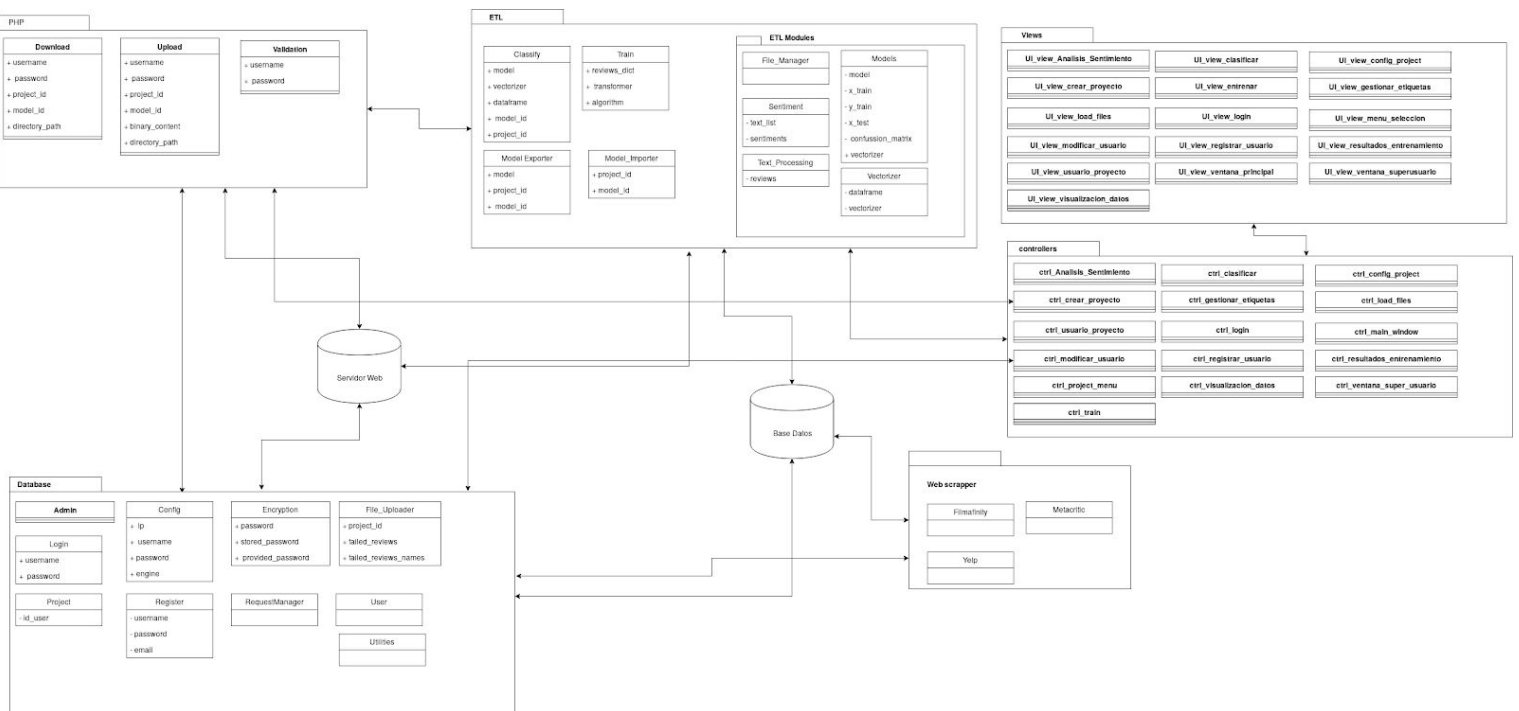 PHP
Download
+ username
+ password
+ project_id
+ model_id
+ directory_path
Upload
+ username
+ password
+ project_id
+ model_id
+ binary_content
+ directory_path
Validation
+ username
+ password
ETL
Classify
+ model
+ vectorizer
+ dataframe
+ model_id
+ project_id
Train
+ reviews_dict
+ transformer
+ algorithm
Model Exporter
+ model
+ project_id
+ model_id
Model_Importer
+ project_id
+ model_id
ETL Modules
File_Manager
Sentiment
- text_list
- sentiments
Text_Processing
- reviews
Models
- model
- x_train
- y_train
- x_test
- confussion_matrix
+ vectorizer
Vectorizer
- dataframe
- vectorizer
Views
UI_view_Analisis_Sentimiento
UI_view_clasificar
UI_view_config_project
UI_view_crear_proyecto
UI_view_entrenar
UI_view_gestionar_etiquetas
UI_view_load_files
UI_view_login
UI_view_menu_seleccion
UI_view_modificar_usuario
UI_view_registrar_usuario
UI_view_resultados_entrenamiento
UI_view_usuario_proyecto
UI_view_ventana_principal
UI_view_ventana_superusuario
UI_view_visualizacion_datos
controllers
ctrl_Analisis_Sentimiento
ctrl_clasificar
ctrl_config_project
ctrl_crear_proyecto
ctrl_gestionar_etiquetas
ctrl_load_files
ctrl_usuario_proyecto
ctrl_login
ctrl_main_window
ctrl_modificar_usuario
ctrl_registrar_usuario
ctrl_resultados_entrenamiento
ctrl_project_menu
ctrl_visualizacion_datos
ctrl_ventana_super_usuario
ctrl_train
Servidor Web
Base Datos
Database
Admin
Login
+ username
+ password
Project
- id_user
Config
+ ip
+ username
+ password
+ engine
Register
- username
- password
- email
Encryption
+ password
+ stored_password
+ provided_password
RequestManager
File_Uploader
+ project_id
+ failed_reviews
+ failed_reviews_names
User
Utilities
Web scrapper
Filmafinity
Metacritic
Yelp